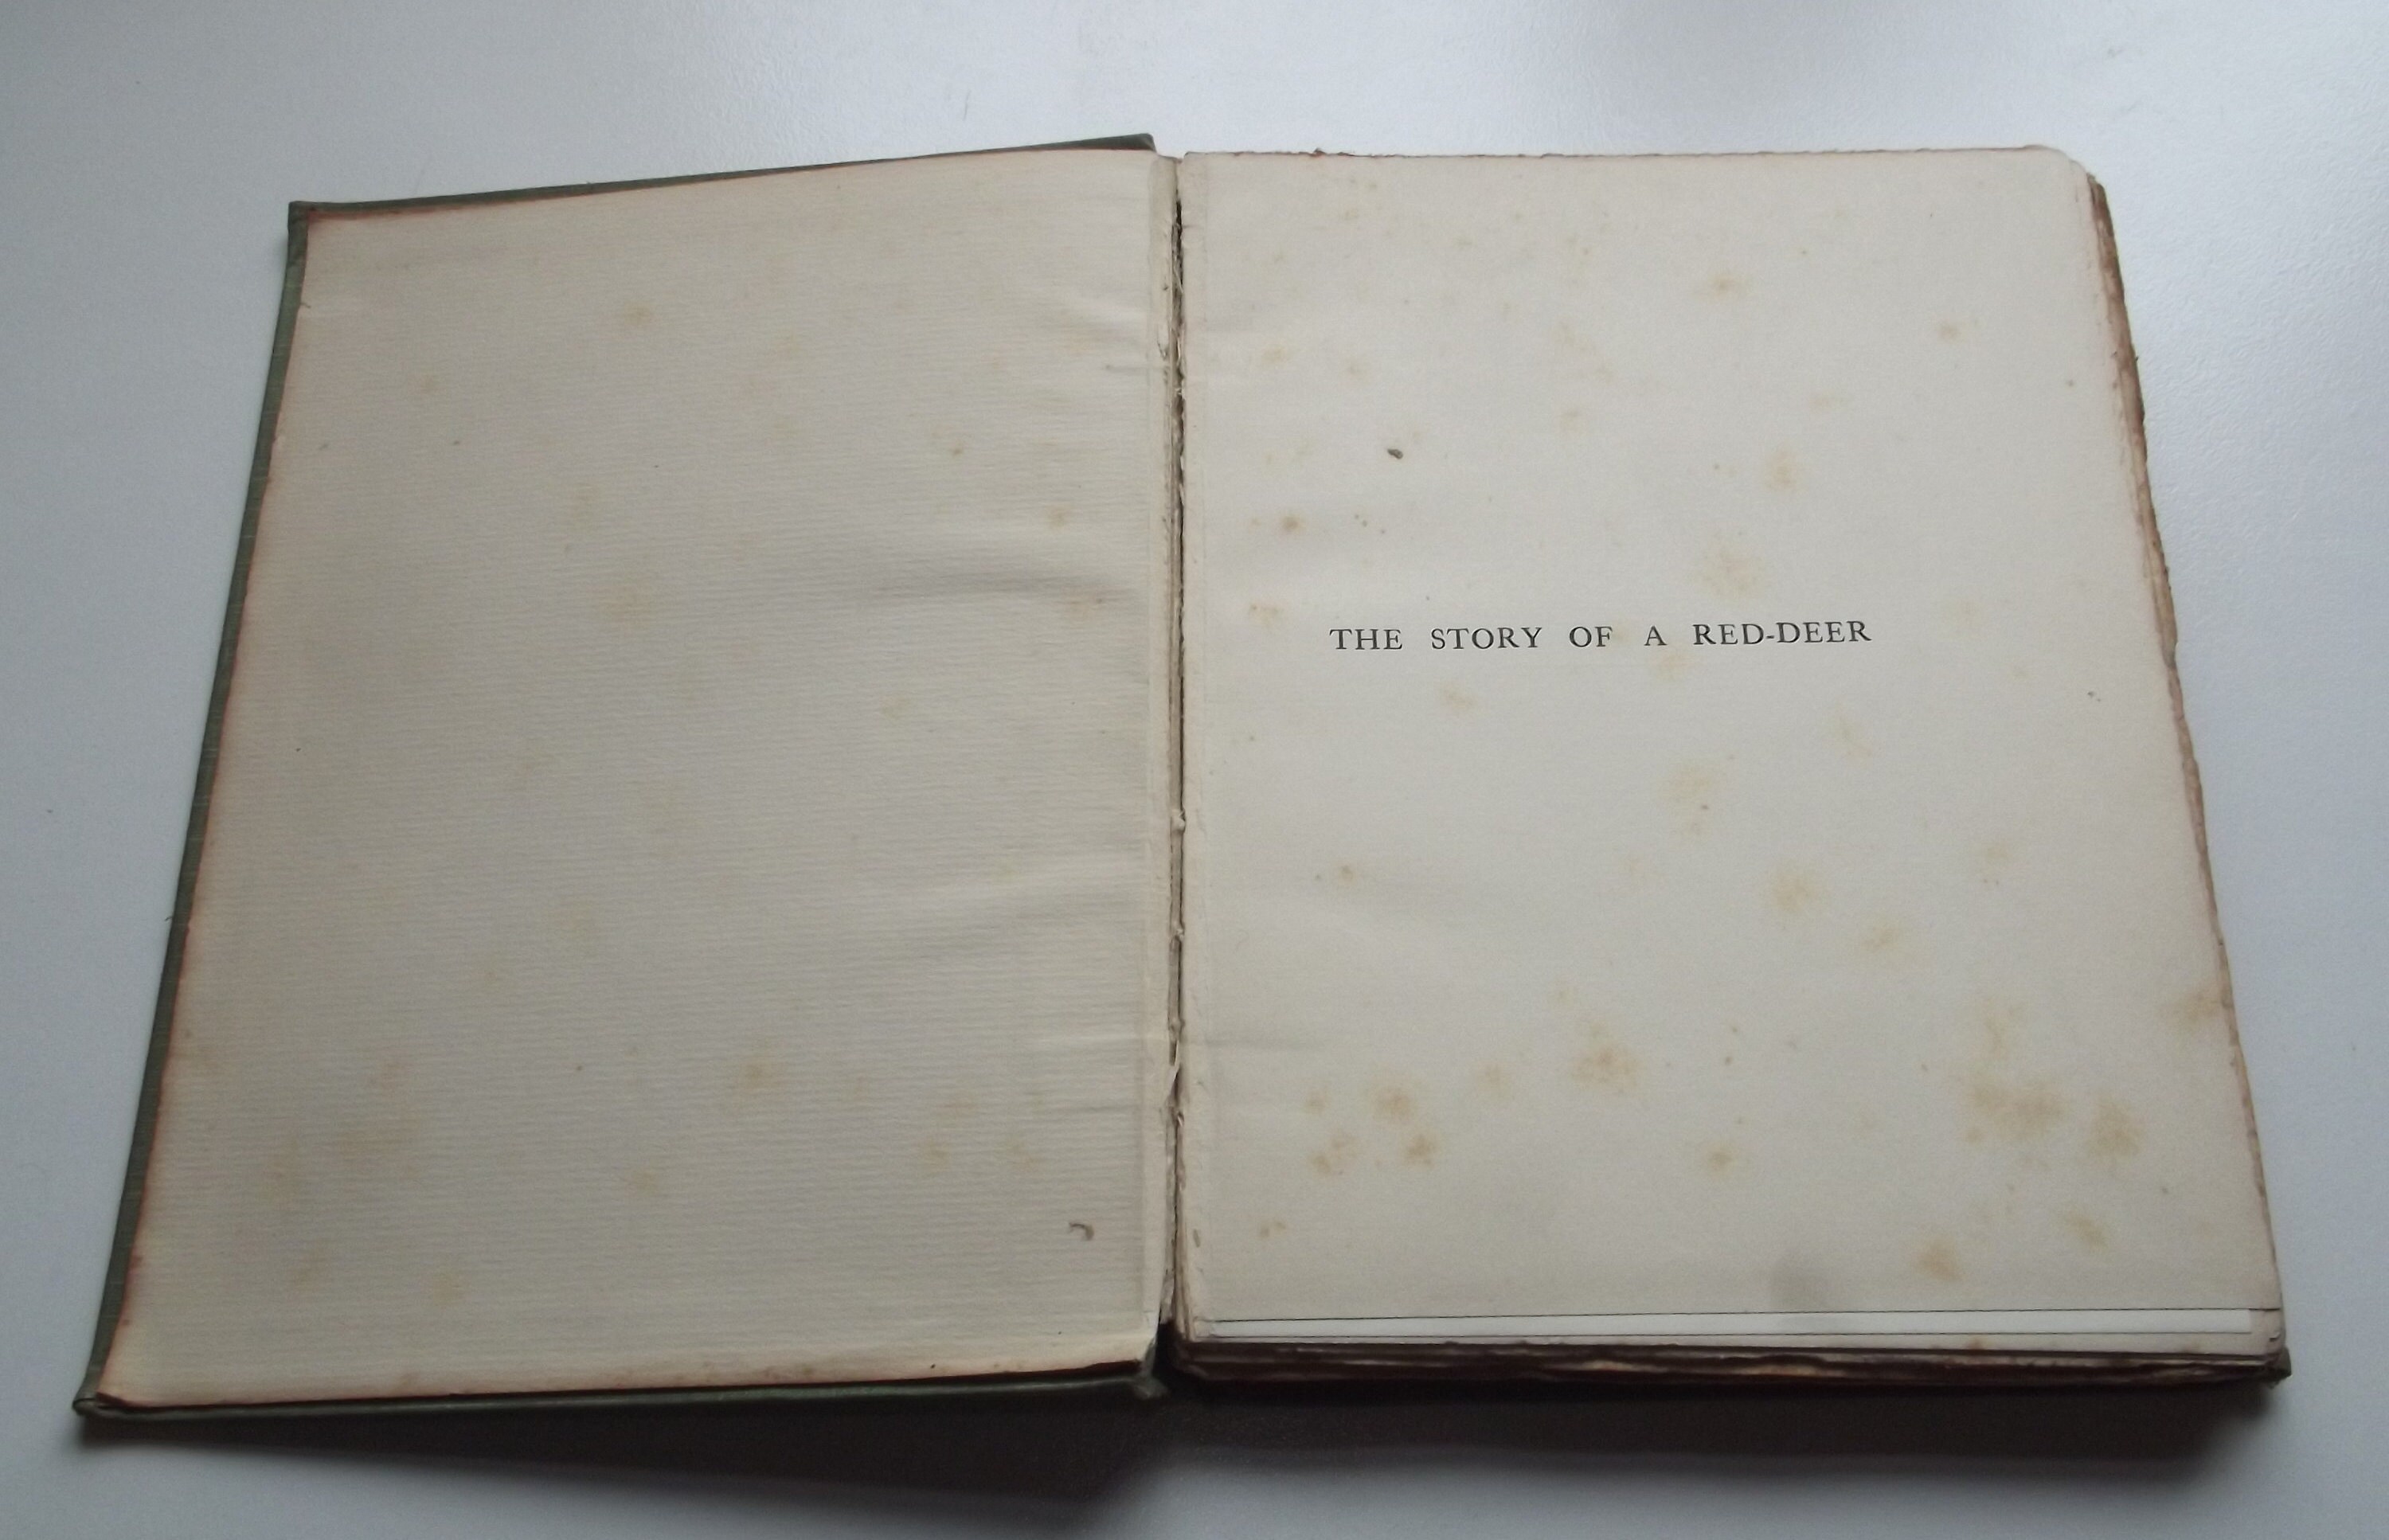 THE STORY OF A RED-DEER